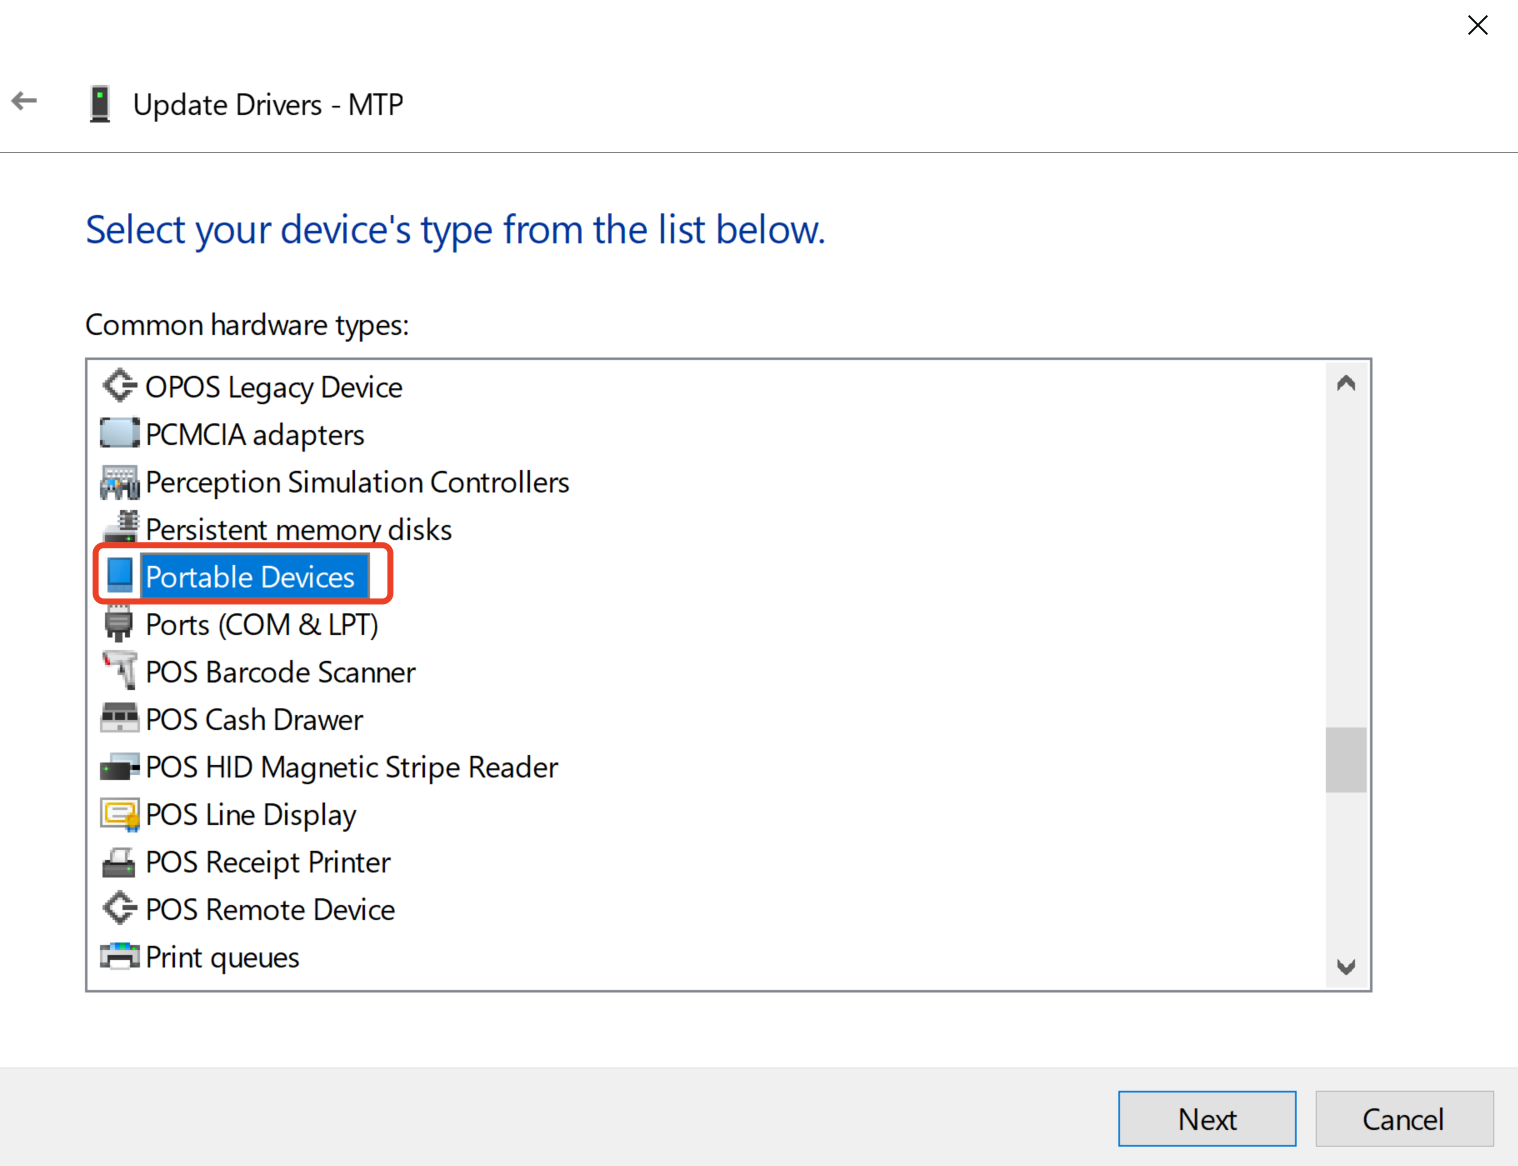 Update Drivers - MTP
Select your device's type from the list below.
Common hardware types:
OPOS Legacy Device
PCMCIA adapters
Perception Simulation Controllers
Persistent memory disks
Portable Devices
Ports (COM & LPT)
POS Barcode Scanner
POS Cash Drawer
POS HID Magnetic Stripe Reader
POS Line Display
POS Receipt Printer
POS Remote Device
Print queues
Next
Cancel